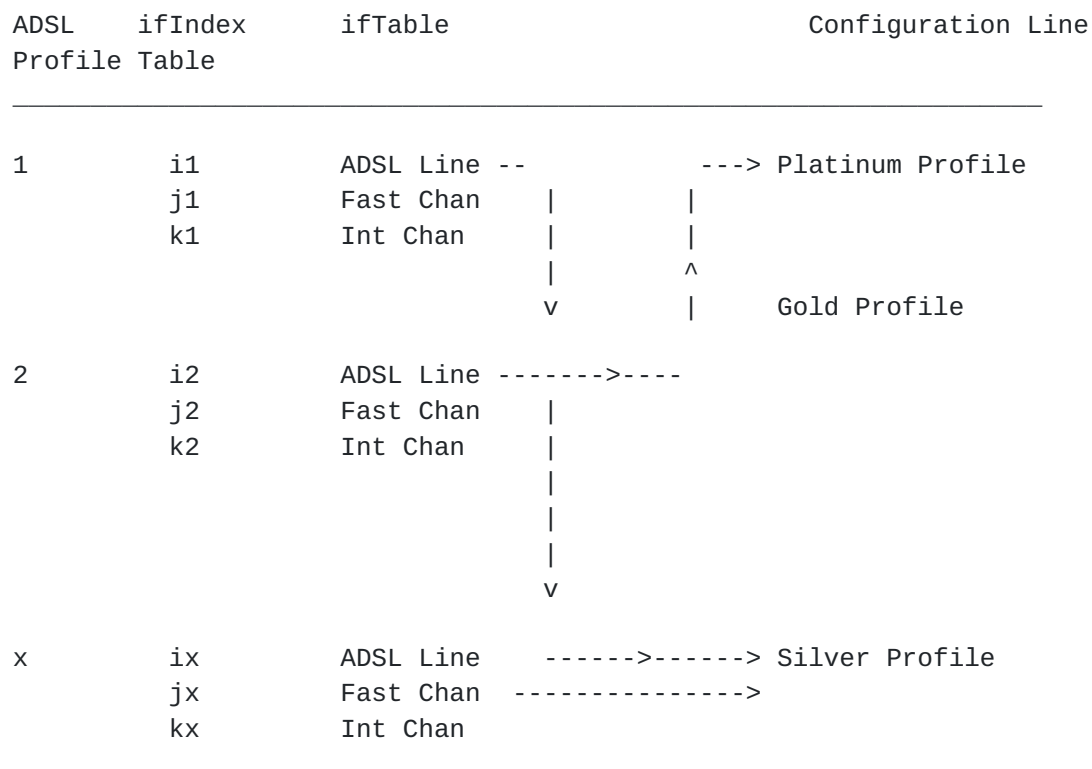 ADSL    ifIndex      ifTable                       Configuration Line
Profile Table
__________________________________________________________________
1         i1         ADSL Line --           ---> Platinum Profile
          j1         Fast Chan    |        |
          k1         Int Chan     |        |
                                  |        ^
                                  v        |     Gold Profile
2         i2         ADSL Line ------->----
          j2         Fast Chan    |
          k2         Int Chan     |
                                  |
                                  |
                                  |
                                  v
x         ix         ADSL Line    ------>------> Silver Profile
          jx         Fast Chan  --------------->
          kx         Int Chan